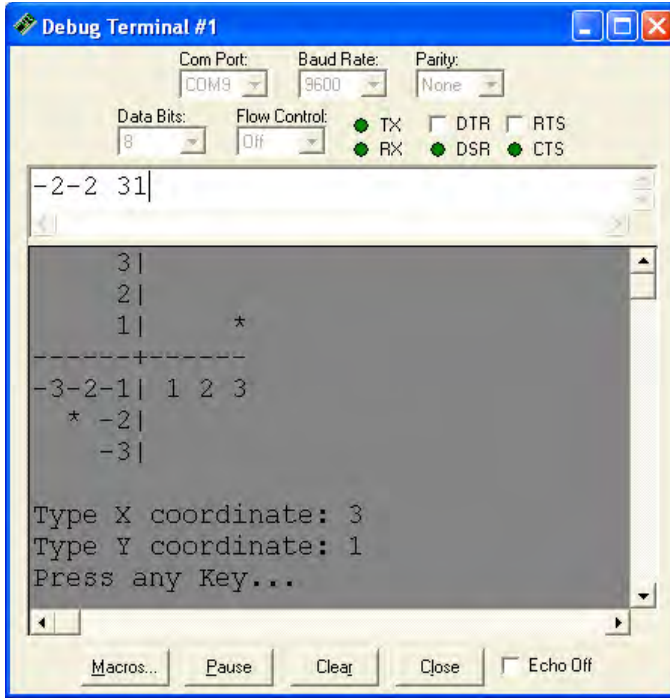 Debug Terminal #1
Com Port: Baud Rate: Parity:
COM9 9600 None
Data Bits: Flow Control: TX DTR RTS
8 Off RX DSR CTS
-2-2 31
3|
2|
1|     *
------+------
-3-2-1| 1 2 3
* -2|
-3|
Type X coordinate: 3
Type Y coordinate: 1
Press any Key...
Macros... Pause Clear Close Echo Off